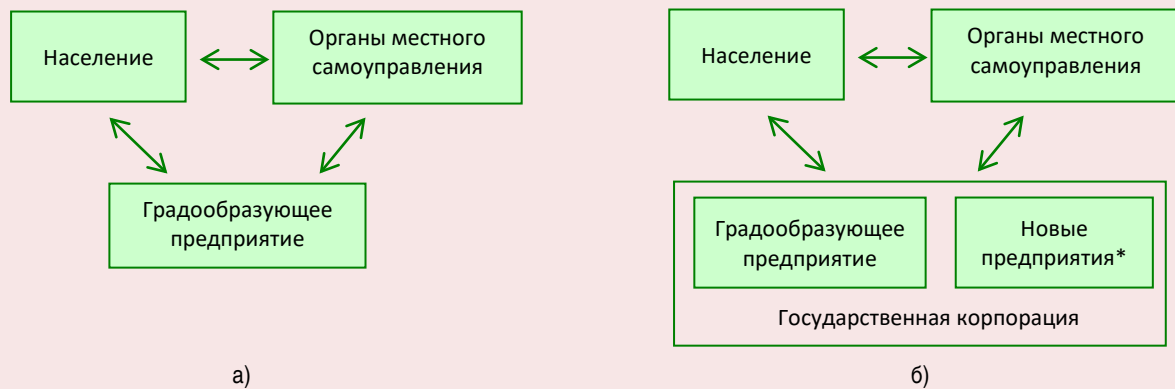 Население
Органы местного
самоуправления
Градообразующее
предприятие
а)
Население
Органы местного
самоуправления
Градообразующее
предприятие
Новые
предприятия*
Государственная корпорация
б)